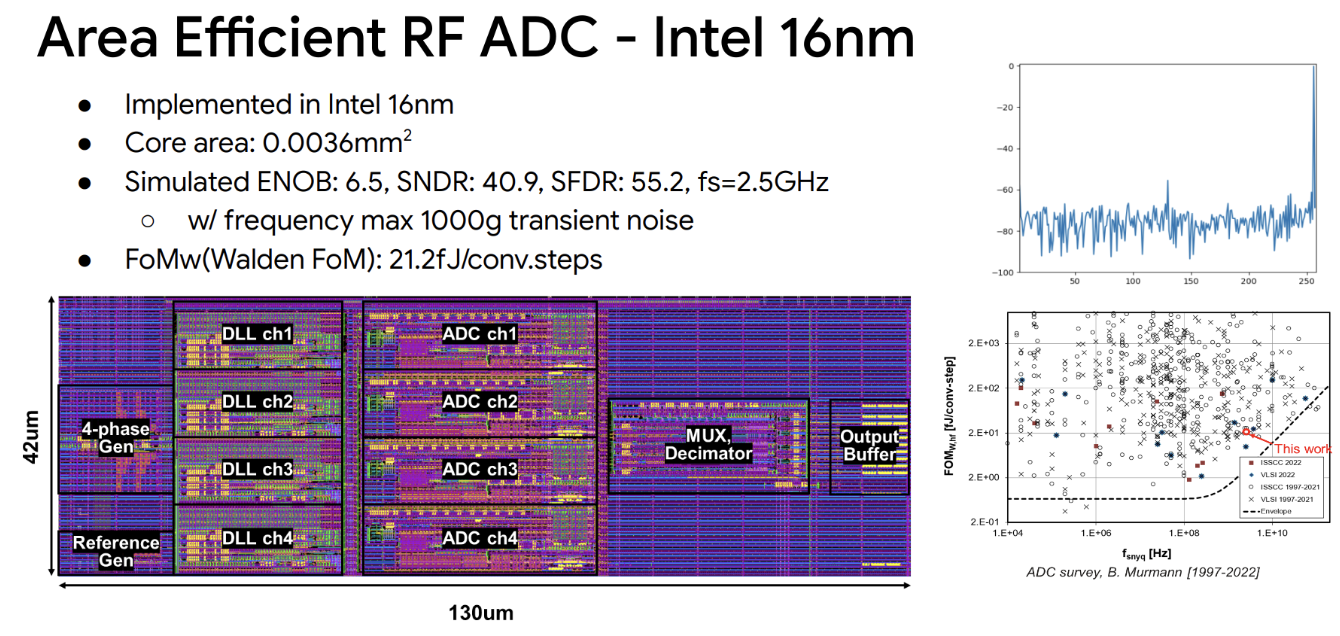 Area Efficient RF ADC - Intel 16nm
● Implemented in Intel 16nm
● Core area: 0.0036mm²
● Simulated ENOB: 6.5, SNDR: 40.9, SFDR: 55.2, fs=2.5GHz
○ w/ frequency max 1000g transient noise
● FoMw(Walden FoM): 21.2fJ/conv.steps
0
−20
−40
−60
−80
−100
50
100
150
200
250
42um
130um
4-phase
Gen
Reference
Gen
DLL ch1
DLL ch2
DLL ch3
DLL ch4
ADC ch1
ADC ch2
ADC ch3
ADC ch4
MUX,
Decimator
Output
Buffer
FOMW,hf [fJ/conv-step]
2.E+03
2.E+02
2.E+01
2.E+00
2.E-01
1.E+04
1.E+06
1.E+08
1.E+10
This work
ISSCC 2022
VLSI 2022
ISSCC 1997-2021
VLSI 1997-2021
Envelope
fsnyq [Hz]
ADC survey, B. Murmann [1997-2022]